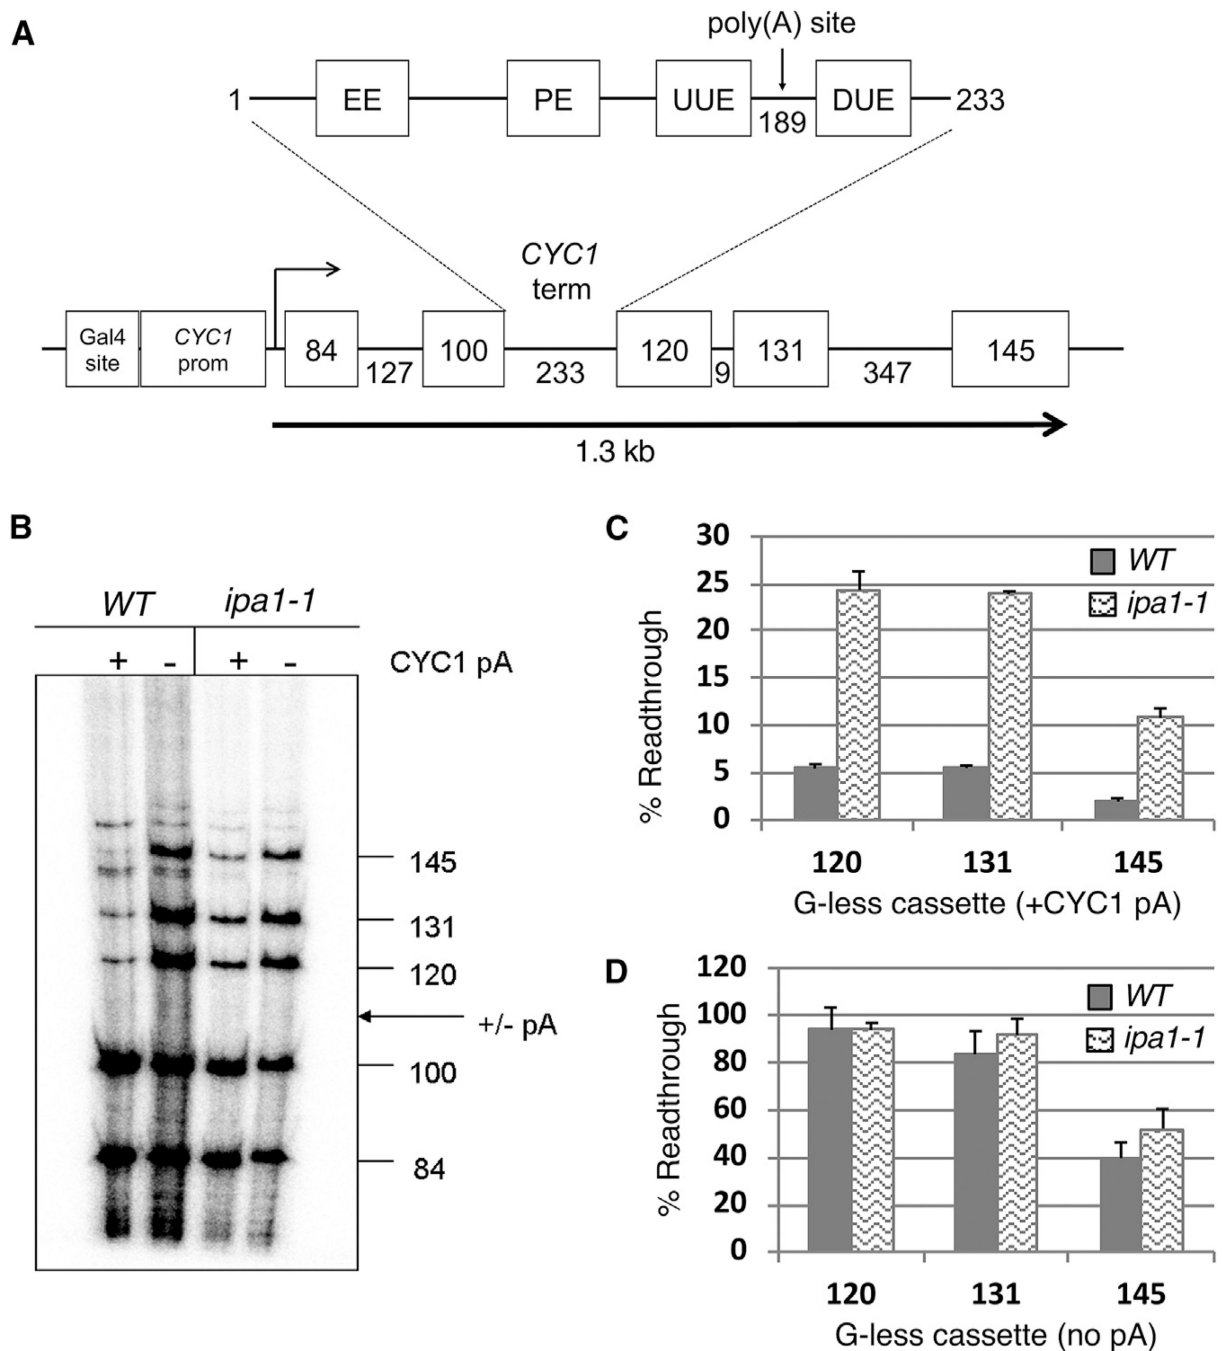 A
poly(A) site
1 EE PE UUE DUE 233
189
CYC1
term
Gal4
site
CYC1
prom
84 100 120 131 145
127 233 9 347
1.3 kb
B
WT ipa1-1
+ - + - CYC1 pA
145
131
120
+/- pA
100
84
C
% Readthrough
30
25
20
15
10
5
0
WT
ipa1-1
120 131 145
G-less cassette (+CYC1 pA)
D
% Readthrough
120
100
80
60
40
20
0
WT
ipa1-1
120 131 145
G-less cassette (no pA)